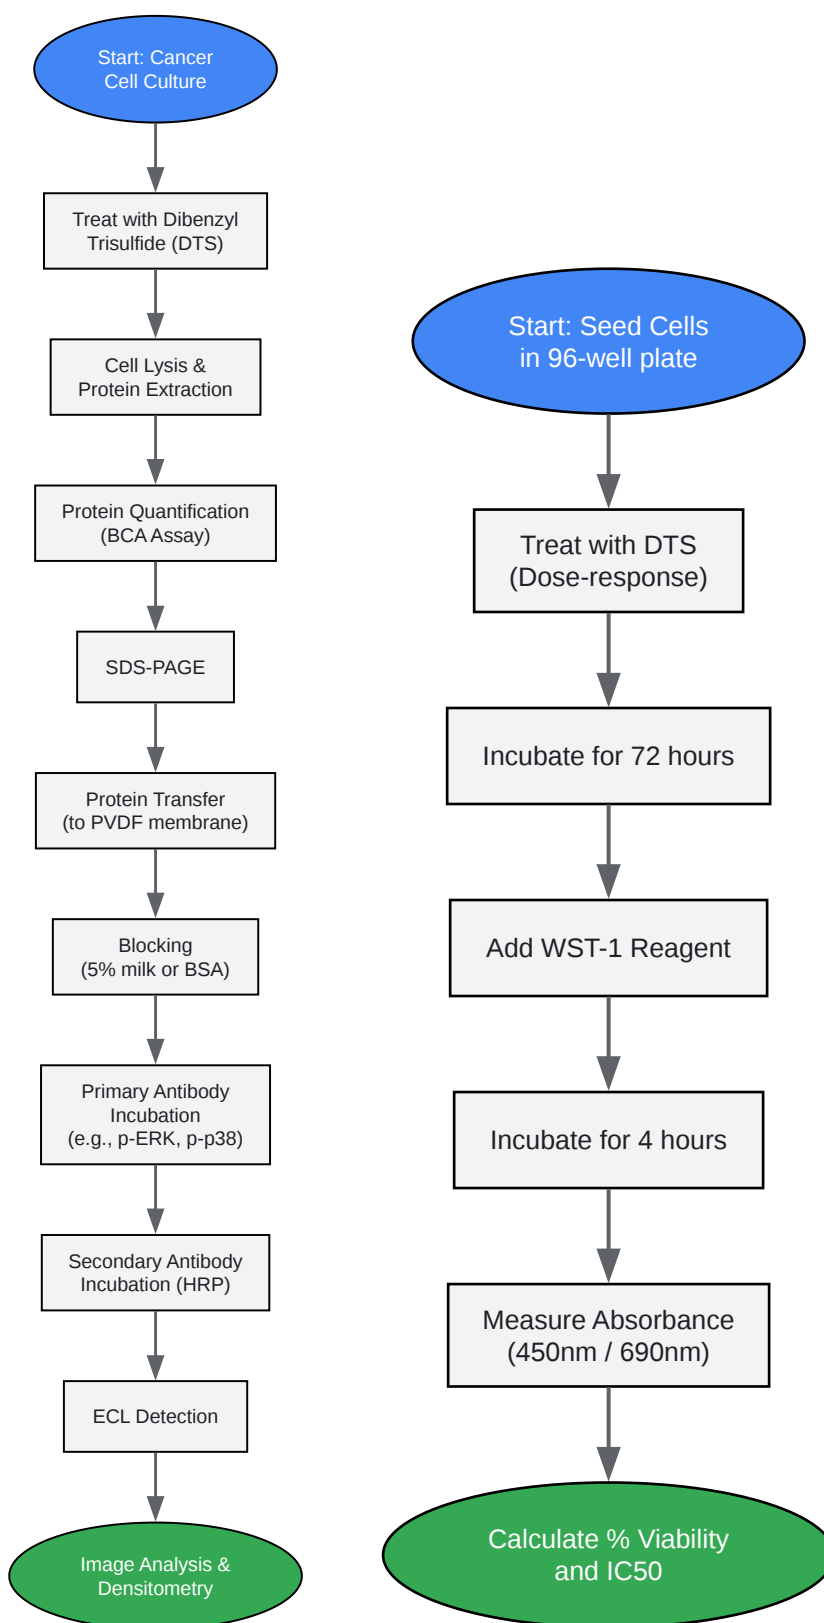 Start: Cancer
Cell Culture
Treat with Dibenzyl
Trisulfide (DTS)
Cell Lysis &
Protein Extraction
Protein Quantification
(BCA Assay)
SDS-PAGE
Protein Transfer
(to PVDF membrane)
Blocking
(5% milk or BSA)
Primary Antibody
Incubation
(e.g., p-ERK, p-p38)
Secondary Antibody
Incubation (HRP)
ECL Detection
Image Analysis &
Densitometry
Start: Seed Cells
in 96-well plate
Treat with DTS
(Dose-response)
Incubate for 72 hours
Add WST-1 Reagent
Incubate for 4 hours
Measure Absorbance
(450nm / 690nm)
Calculate % Viability
and IC50